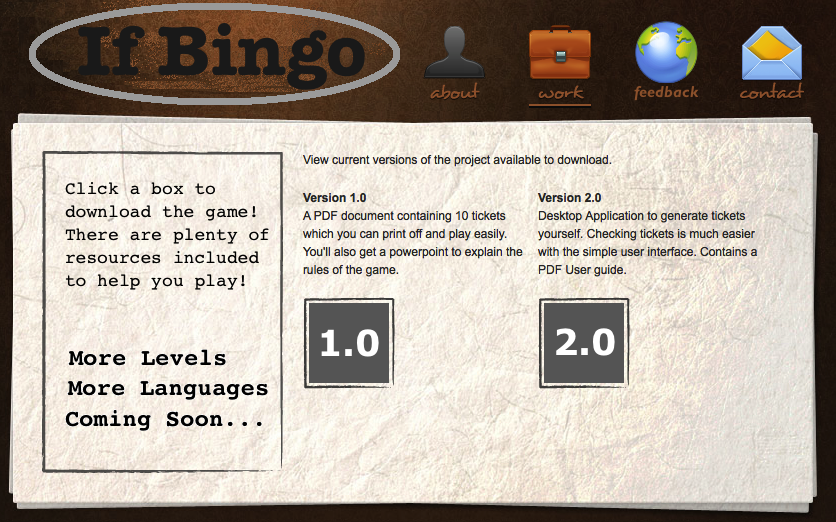 If Bingo
about
work
feedback
contact
Click a box to
download the game!
There are plenty of
resources included
to help you play!
More Levels
More Languages
Coming Soon...
View current versions of the project available to download.
Version 1.0
A PDF document containing 10 tickets
which you can print off and play easily.
You'll also get a powerpoint to explain the
rules of the game.
1.0
Version 2.0
Desktop Application to generate tickets
yourself. Checking tickets is much easier
with the simple user interface. Contains a
PDF User guide.
2.0